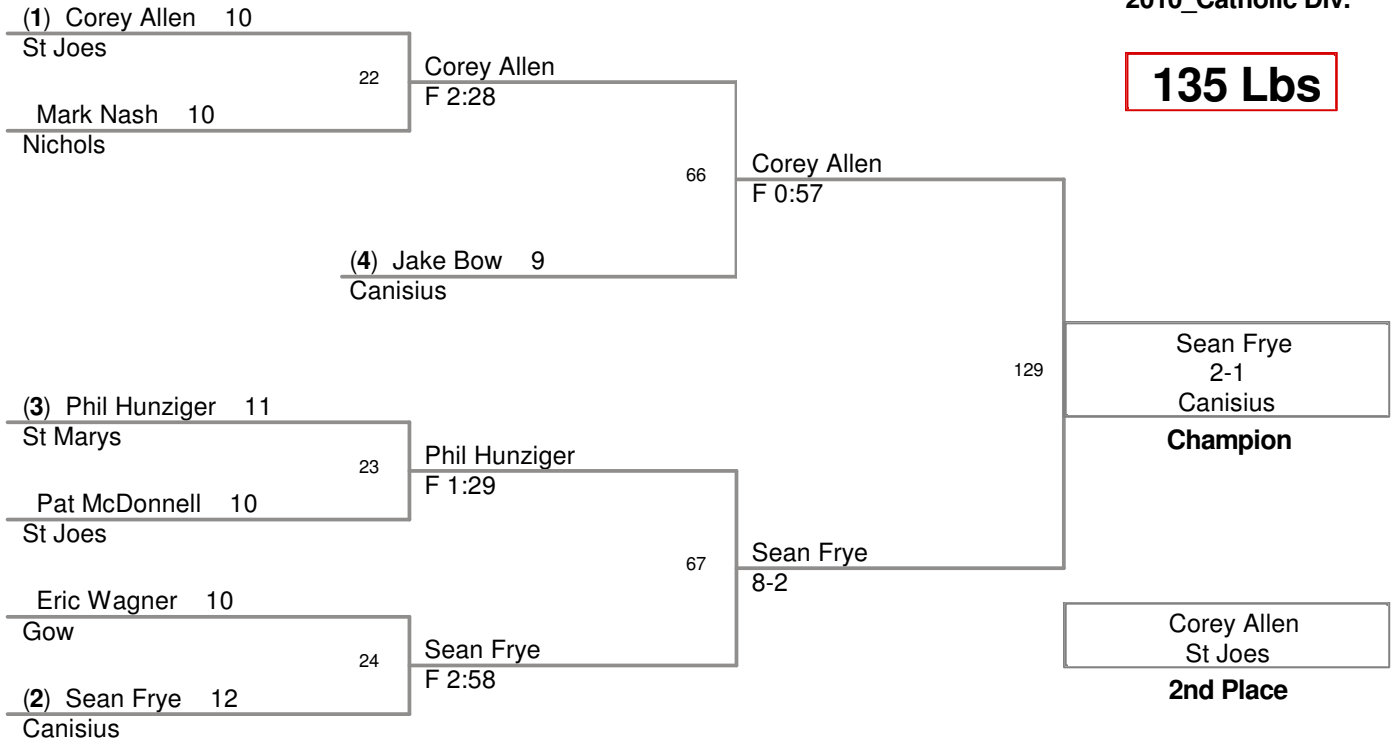 2010_Catholic Div.
135 Lbs
(1) Corey Allen 10
St Joes
22
Mark Nash 10
Nichols
Corey Allen
F 2:28
66
(4) Jake Bow 9
Canisius
Corey Allen
F 0:57
(3) Phil Hunziger 11
St Marys
23
Pat McDonnell 10
St Joes
Phil Hunziger
F 1:29
Eric Wagner 10
Gow
24
(2) Sean Frye 12
Canisius
Sean Frye
F 2:58
67
Sean Frye
8-2
129
Sean Frye
2-1
Canisius
Champion
Corey Allen
St Joes
2nd Place